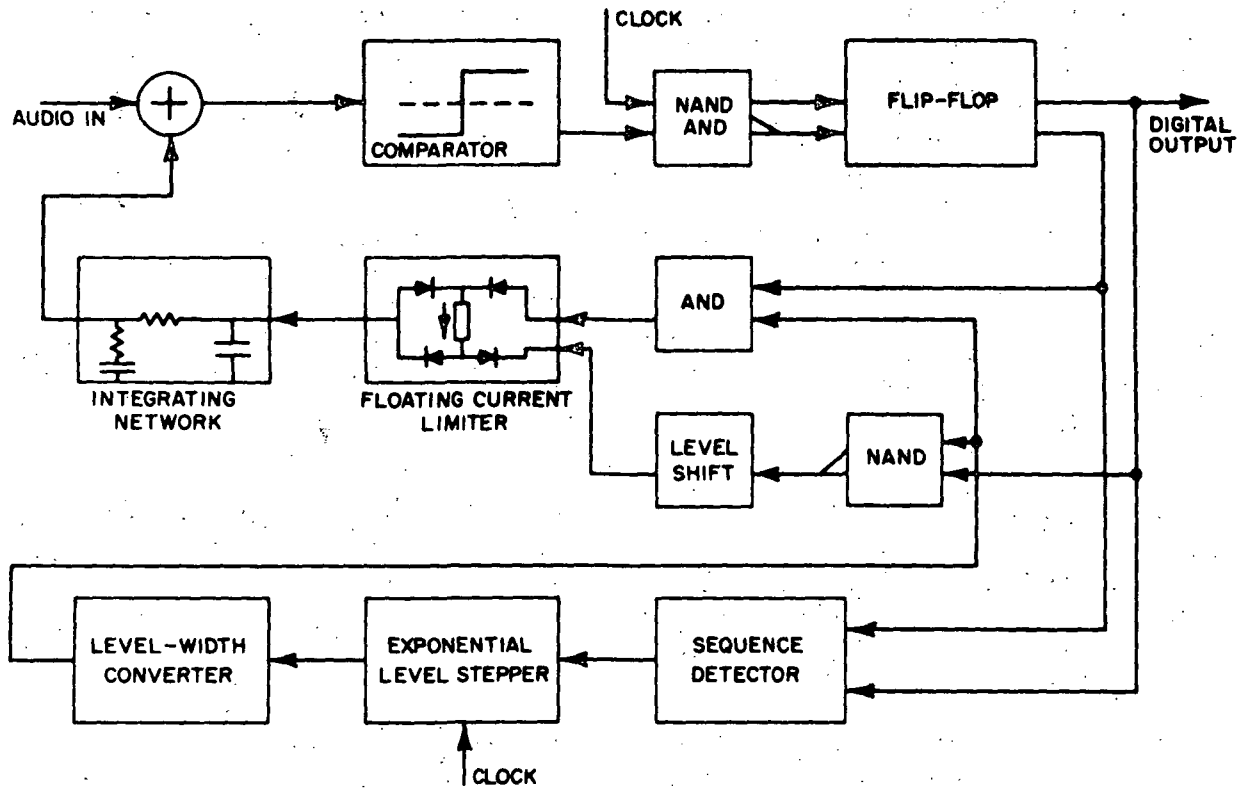 CLOCK
AUDIO IN
+
COMPARATOR
NAND
AND
FLIP-FLOP
DIGITAL
OUTPUT
INTEGRATING
NETWORK
FLOATING CURRENT
LIMITER
AND
LEVEL
SHIFT
NAND
LEVEL-WIDTH
CONVERTER
EXPONENTIAL
LEVEL STEPPER
SEQUENCE
DETECTOR
CLOCK